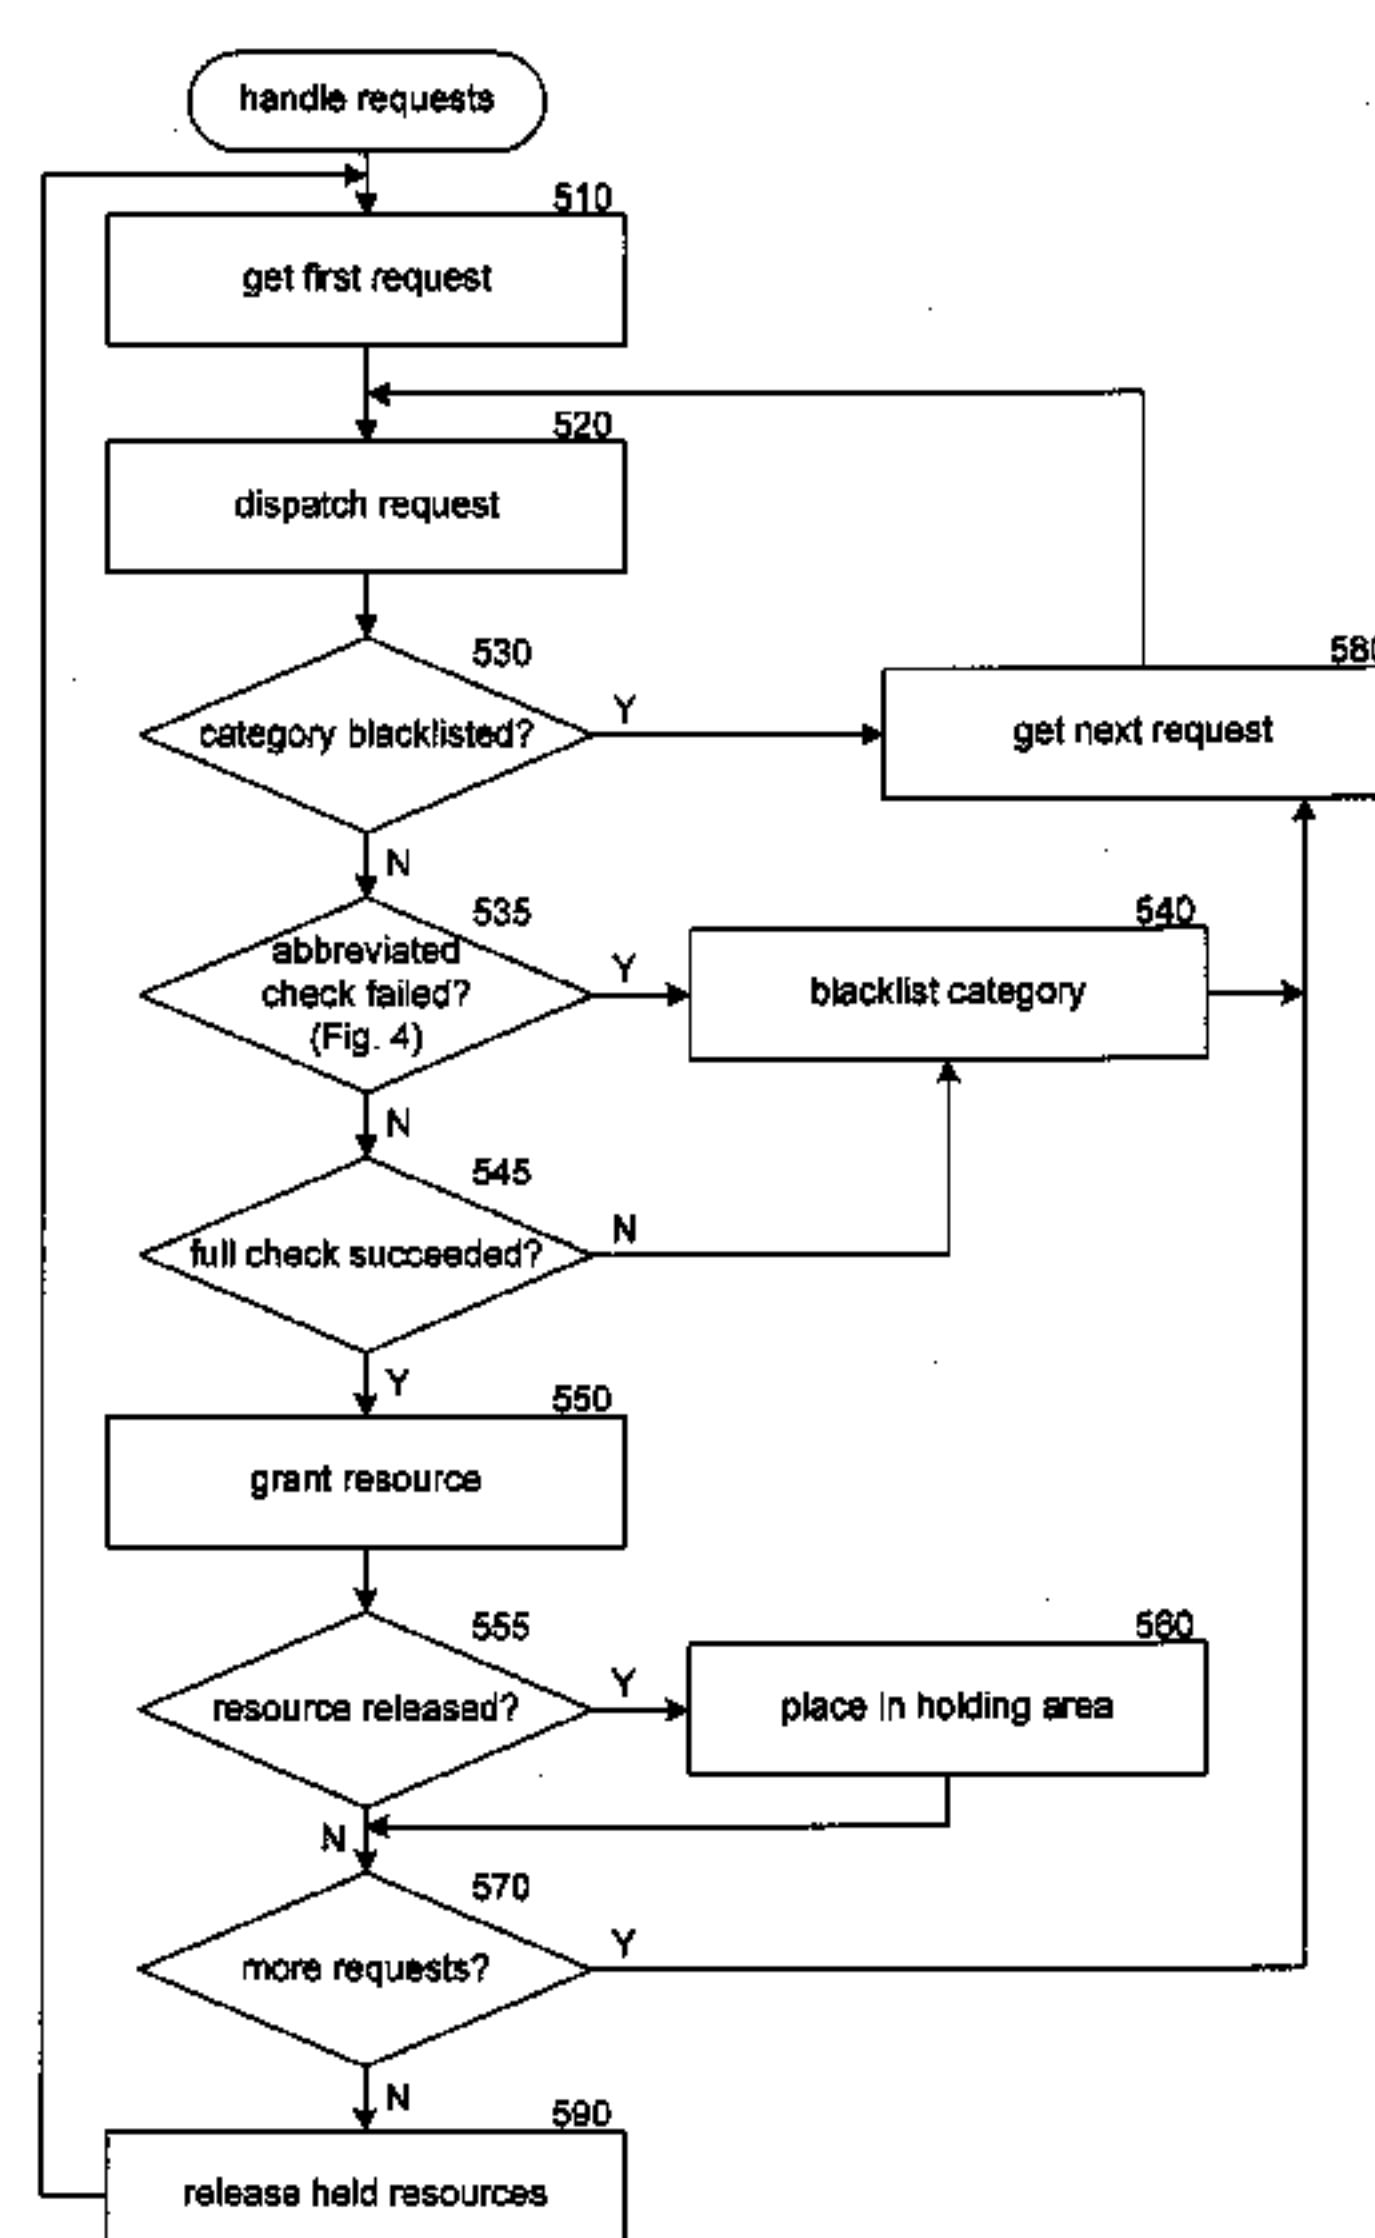 handle requests
510
get first request
520
dispatch request
530
category blacklisted?
Y
get next request
N
535
abbreviated
check failed?
(Fig. 4)
Y
540
blacklist category
N
545
full check succeeded?
N
Y
550
grant resource
555
resource released?
Y
560
place in holding area
N
570
more requests?
Y
N
590
release held resources